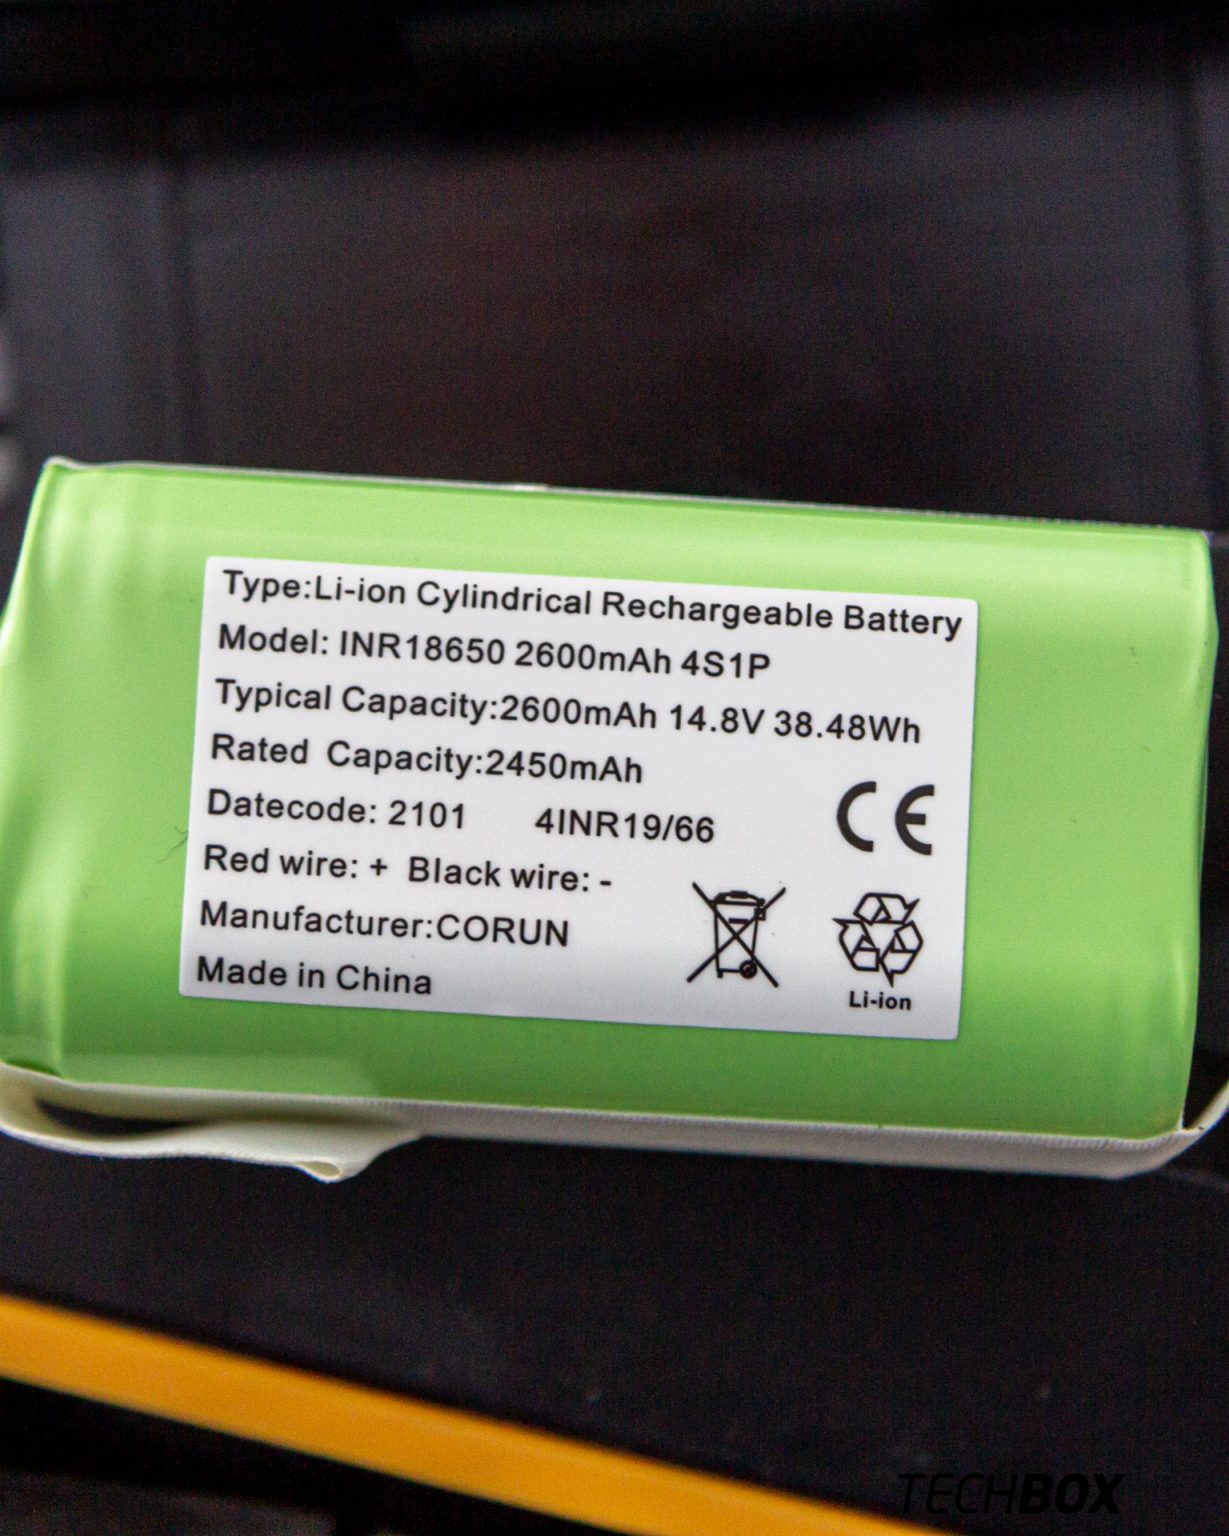 Type:Li-ion Cylindrical Rechargeable Battery
Model: INR18650 2600mAh 4S1P
Typical Capacity:2600mAh 14.8V 38.48Wh
Rated Capacity:2450mAh
Datecode: 2101 4INR19/66
CE
Red wire: + Black wire: -
Manufacturer:CORUN
Made in China
Li-ion
TECHBOX